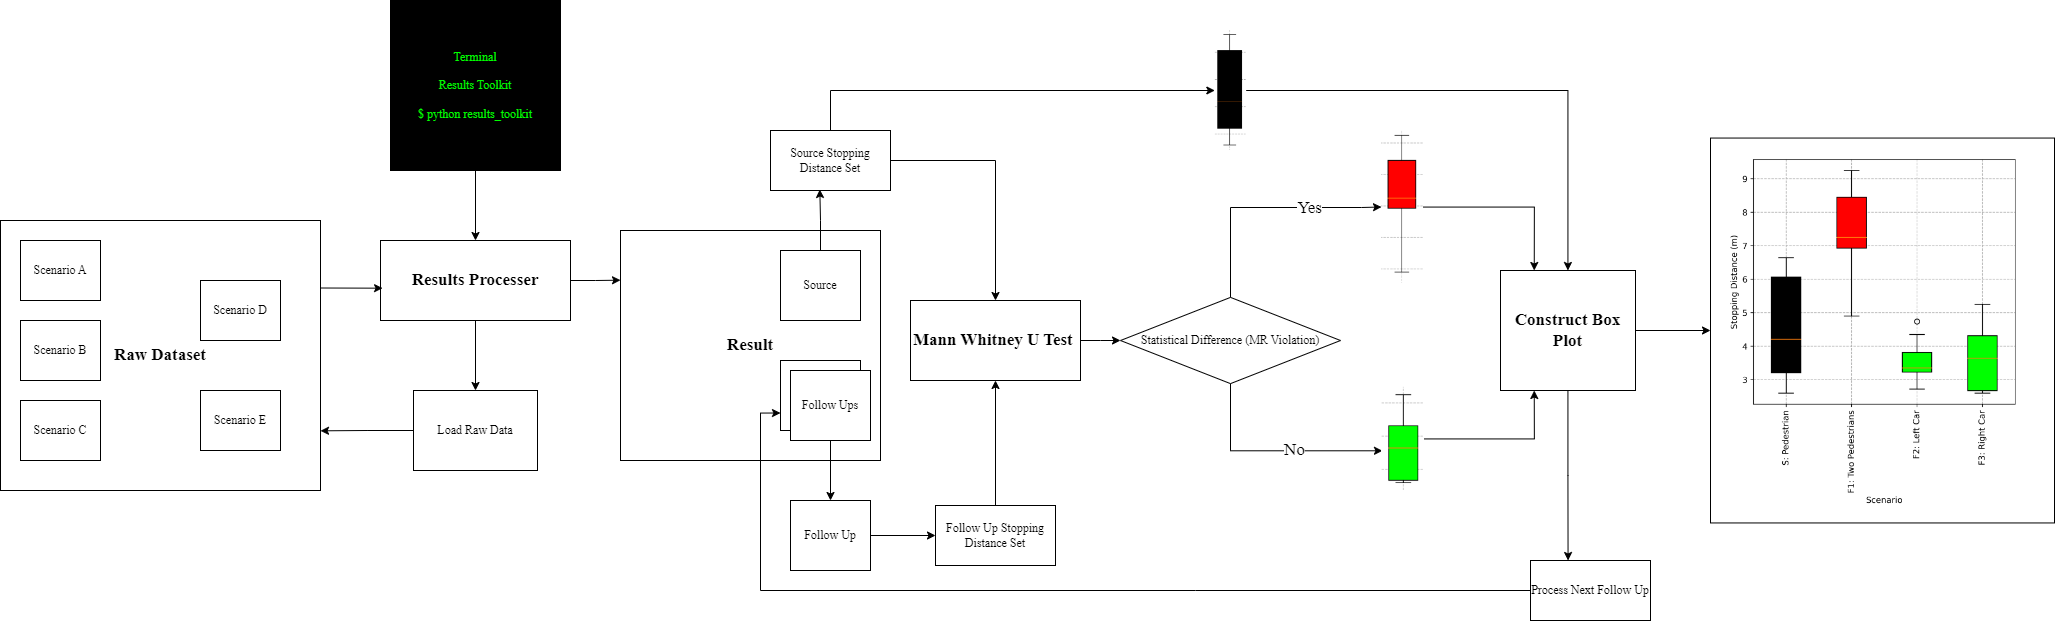 Terminal
Results Toolkit
$ python results_toolkit
Scenario A
Scenario B
Scenario C
Raw Dataset
Scenario D
Scenario E
Results Processer
Load Raw Data
Result
Source
Follow Ups
Source Stopping
Distance Set
Follow Up
Follow Up Stopping
Distance Set
Mann Whitney U Test
Statistical Difference (MR Violation)
Yes
No
Construct Box
Plot
Process Next Follow Up
Stopping Distance (m)
9
8
7
6
5
4
3
S: Pedestrian
F1: Two Pedestrians
F2: Left Car
F3: Right Car
Scenario